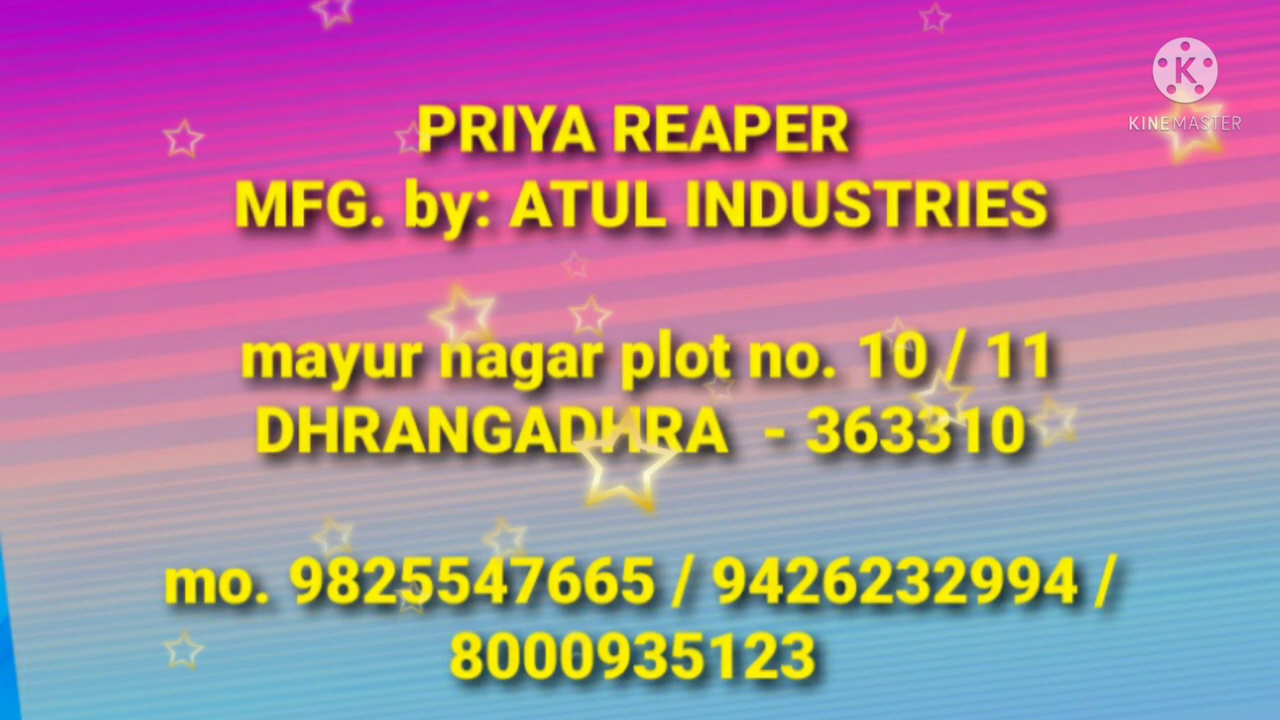 PRIYA REAPER
MFG. by: ATUL INDUSTRIES
mayur nagar plot no. 10 / 11
DHRANGADHRA - 363310
mo. 9825547665 / 9426232994 /
8000935123
K
KINEMASTER